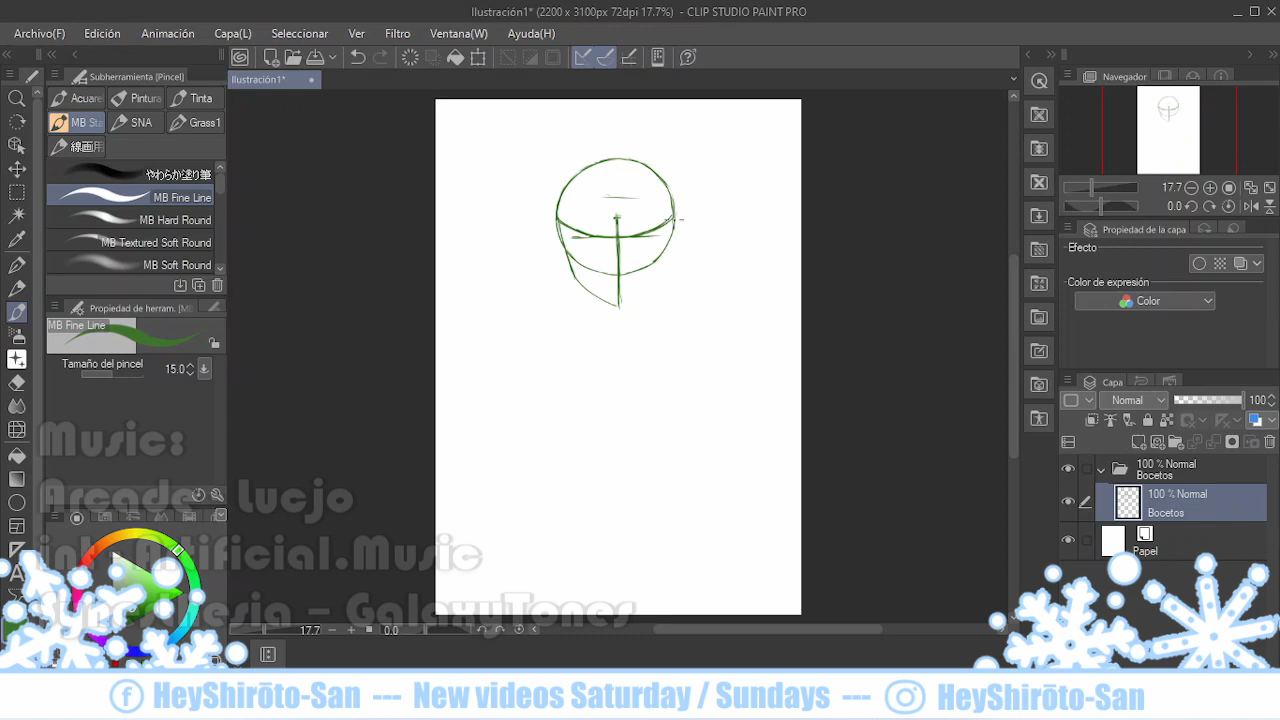 Ilustración1* (2200 x 3100px 72dpi 17.7%) - CLIP STUDIO PAINT PRO
Archivo(F) Edición Animación Capa(L) Seleccionar Ver Filtro Ventana(W) Ayuda(H)
Subherramienta (Pincel)
Ilustración1*
Navegador
Acuare Pintura Tinta
MB Sta SNA Grass1
線画用
やわらか塗り筆
MB Fine Line
MB Hard Round
MB Textured Soft Round
MB Soft Round
17.7
0.0
Propiedad de la capa
Efecto
Color de expresión
Color
Propiedad de herram. [MB
MB Fine Line
Tamaño del pincel 15.0
Capa
Normal 100
Music:
Arcade - Lucjo
link: Artificial.Music
Synesthesia - GalaxyTones
100 % Normal
Bocetos
100 % Normal
Bocetos
Papel
17.7 0.0
HeyShirōto-San --- New videos Saturday / Sundays --- HeyShirōto-San